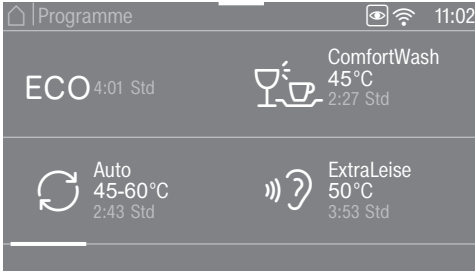 Programme 11:02
ECO 4:01 Std
ComfortWash
45°C
2:27 Std
Auto
45-60°C
2:43 Std
ExtraLeise
50°C
3:53 Std